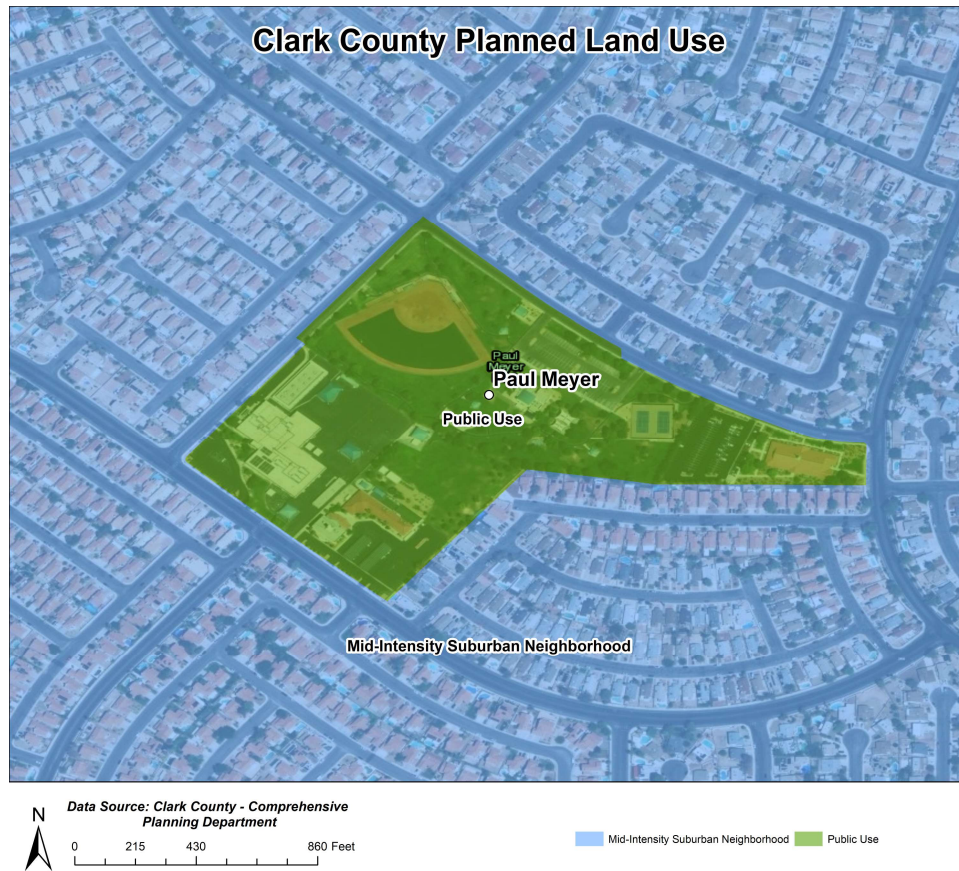 Clark County Planned Land Use
Paul
Meyer
Paul Meyer
Public Use
Mid-Intensity Suburban Neighborhood
N
Data Source: Clark County - Comprehensive
Planning Department
0 215 430 860 Feet
Mid-Intensity Suburban Neighborhood Public Use